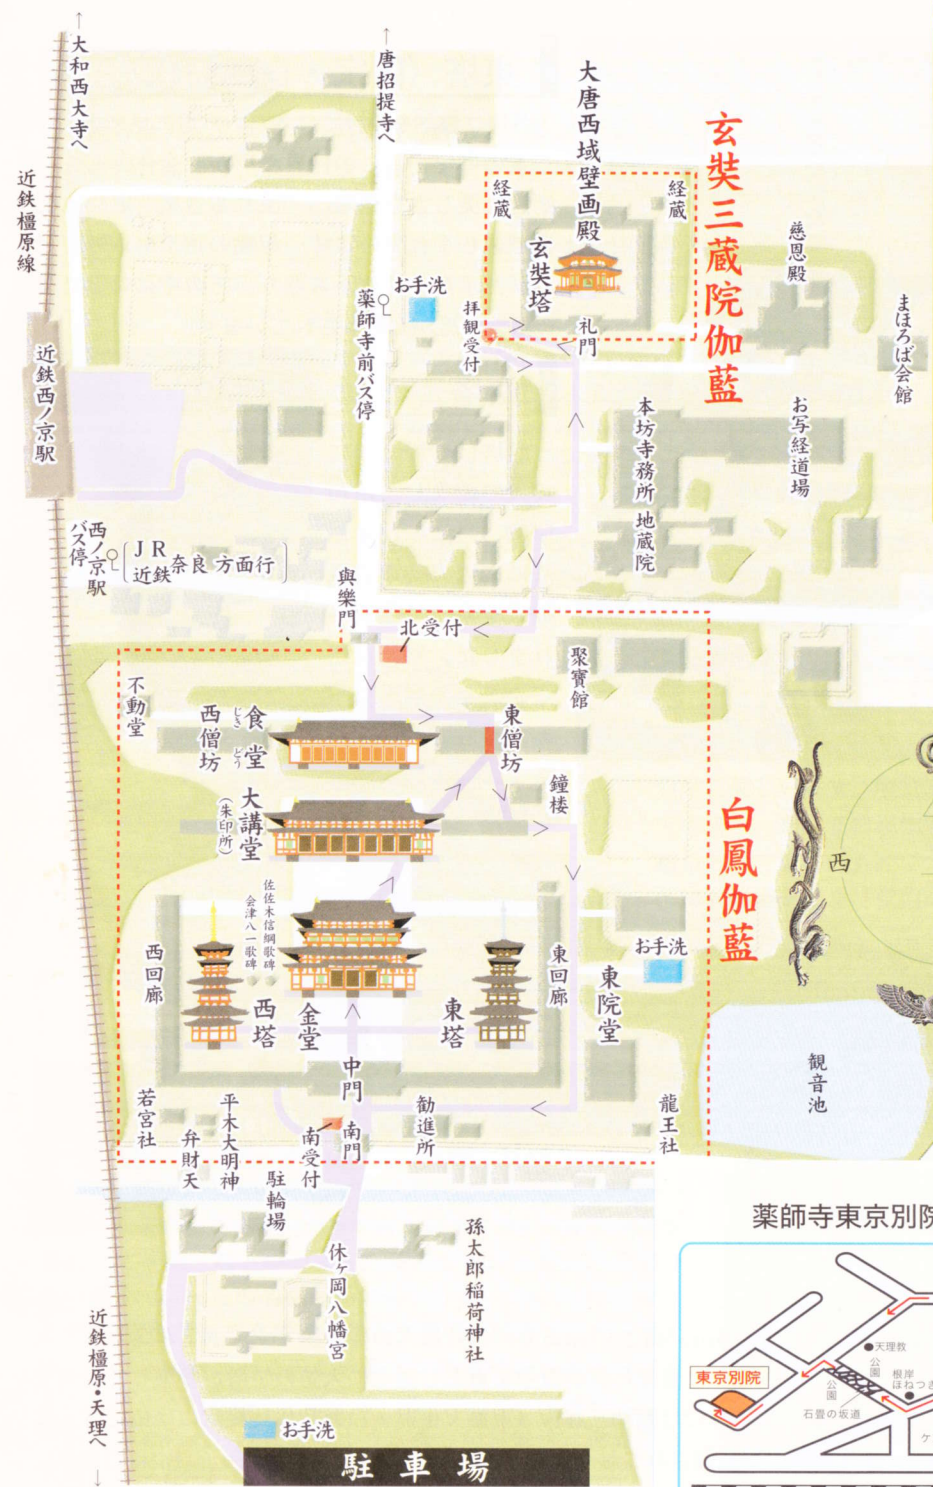 ↑大和西大寺へ
↑唐招提寺へ
近鉄橿原線
大唐西域壁画殿
玄奘三蔵院伽藍
経蔵
経蔵
玄奘塔
慈恩殿
お手洗
薬師寺前バス停
拝観受付
礼門
まほろば会館
近鉄西ノ京駅
本坊寺務所
地蔵院
お写経道場
西ノ京駅
バス停
JR
近鉄
奈良 方面行
與樂門
北受付
聚寳館
不動堂
西僧坊
食堂
じき どう
東僧坊
大講堂
(朱印所)
鐘楼
白鳳伽藍
西
佐佐木信綱歌碑
会津八一歌碑
西回廊
西塔
金堂
東塔
東回廊
東院堂
お手洗
中門
観音池
若宮社
平木大明神
弁財天
南受付
南門
勧進所
龍王社
駐輪場
休ヶ岡八幡宮
孫太郎稲荷神社
近鉄橿原・天理へ
↓
お手洗
駐車場
薬師寺東京別院
天理教
公園
根岸
ほねつぎ
公園
石畳の坂道
東京別院
ケ